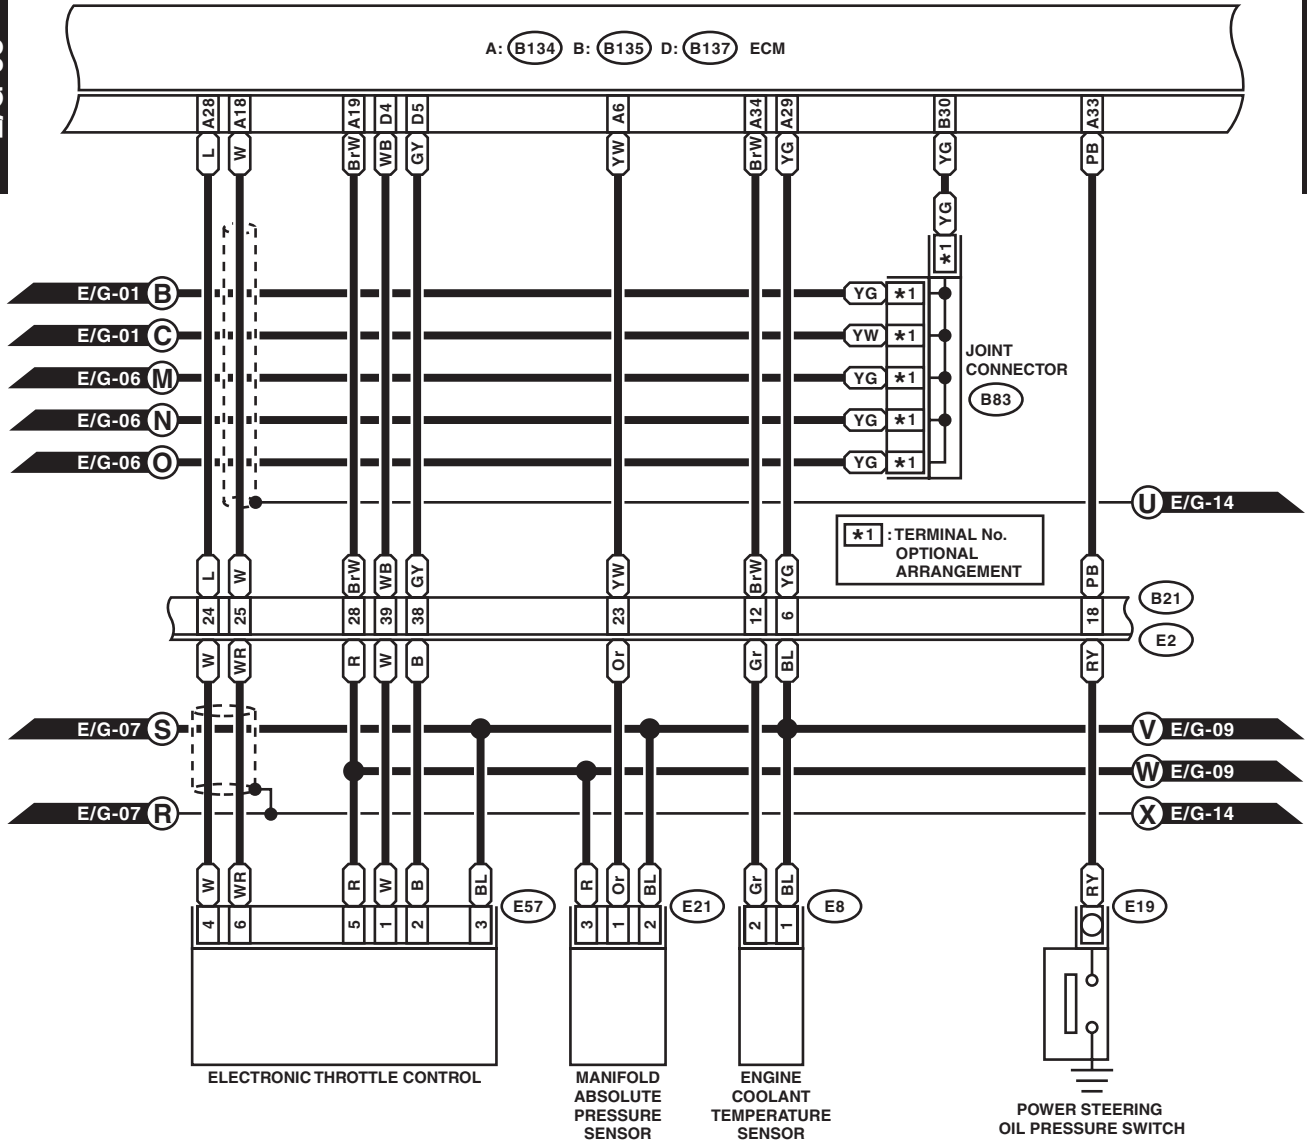 A: B134 B: B135 D: B137 ECM
A28 A18 A19 D4 D5 A6 A34 A29 B30 A33
L W BrW WB GY YW BrW YG YG PB
YG
*1
E/G-01 B YG *1
E/G-01 C YW *1
JOINT
CONNECTOR
E/G-06 M YG *1
B83
E/G-06 N YG *1
E/G-06 O YG *1
U E/G-14
*1 : TERMINAL No.
OPTIONAL
ARRANGEMENT
L W BrW WB GY YW BrW YG PB
B21
24 25 28 39 38 23 12 6 18
E2
W WR R W B Or Gr BL RY
E/G-07 S V E/G-09
W E/G-09
E/G-07 R X E/G-14
W WR R W B BL R Or BL Gr BL RY
E57 E21 E8 E19
4 6 5 1 2 3 3 1 2 2 1
ELECTRONIC THROTTLE CONTROL
MANIFOLD
ABSOLUTE
PRESSURE
SENSOR
ENGINE
COOLANT
TEMPERATURE
SENSOR
POWER STEERING
OIL PRESSURE SWITCH